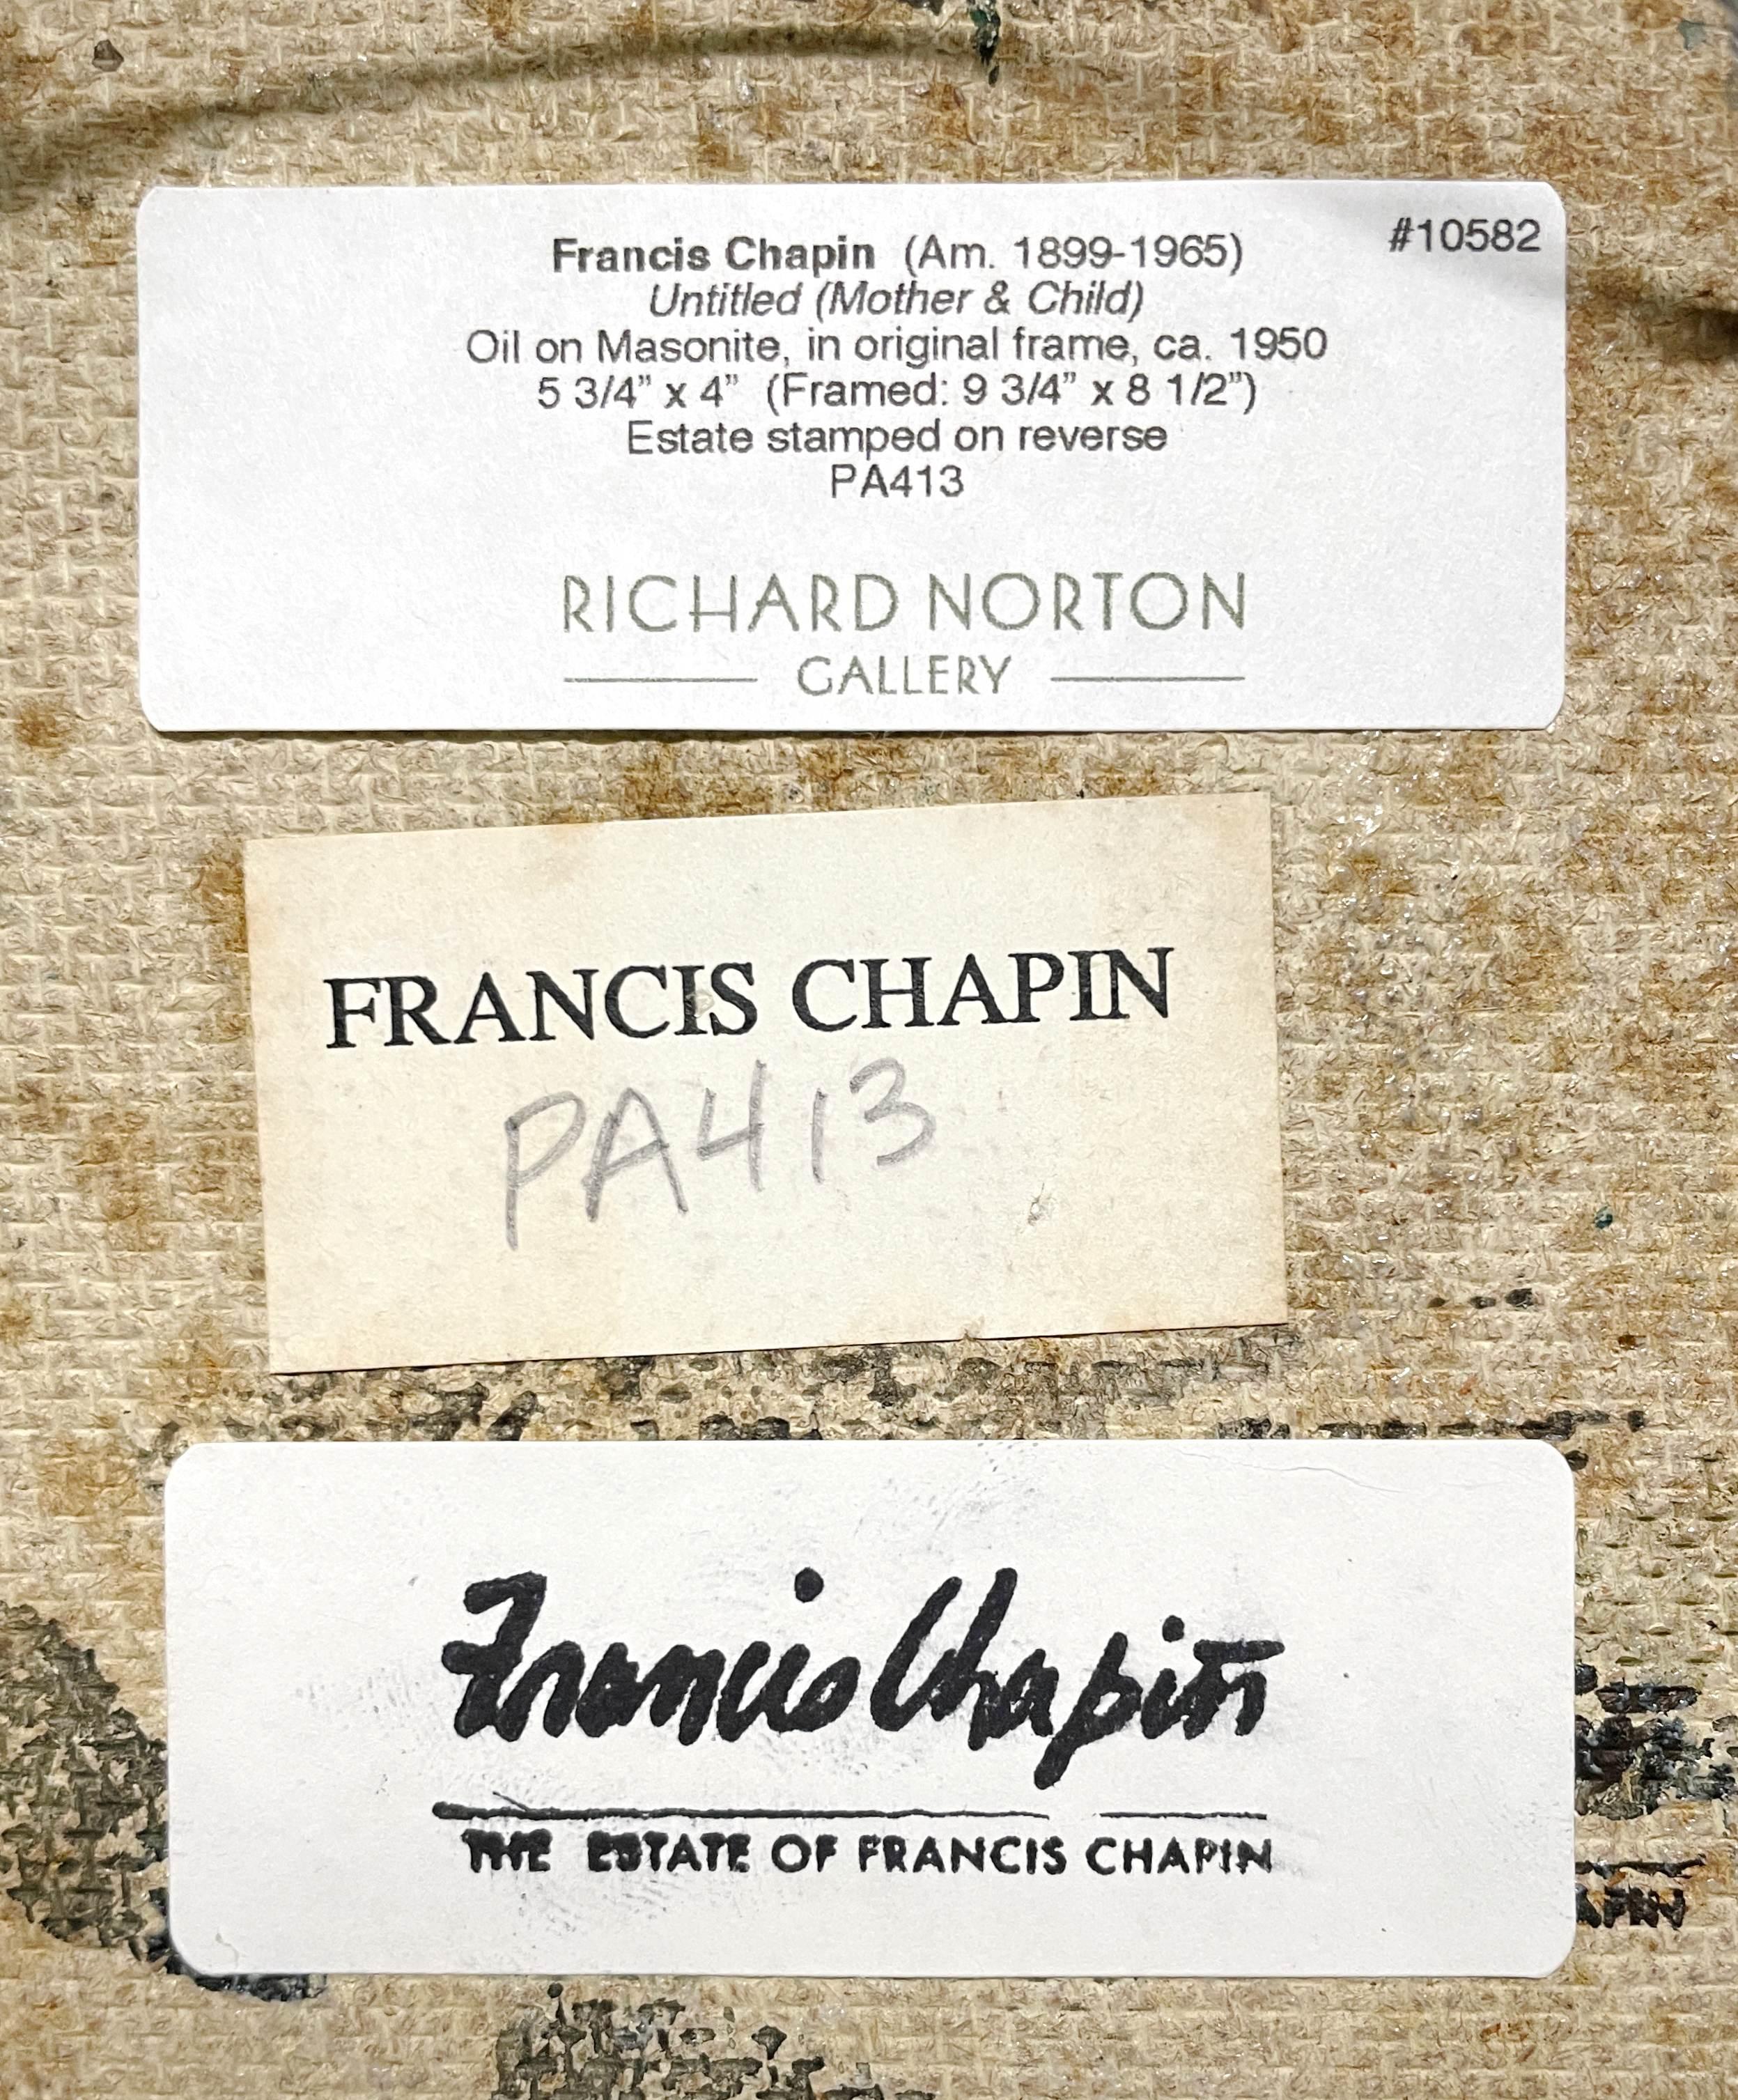 #10582
Francis Chapin (Am. 1899-1965)
Untitled (Mother & Child)
Oil on Masonite, in original frame, ca. 1950
5 3/4” x 4” (Framed: 9 3/4” x 8 1/2”)
Estate stamped on reverse
PA413
RICHARD NORTON
GALLERY
FRANCIS CHAPIN
PA413
Francis Chapin
THE ESTATE OF FRANCIS CHAPIN
APIN